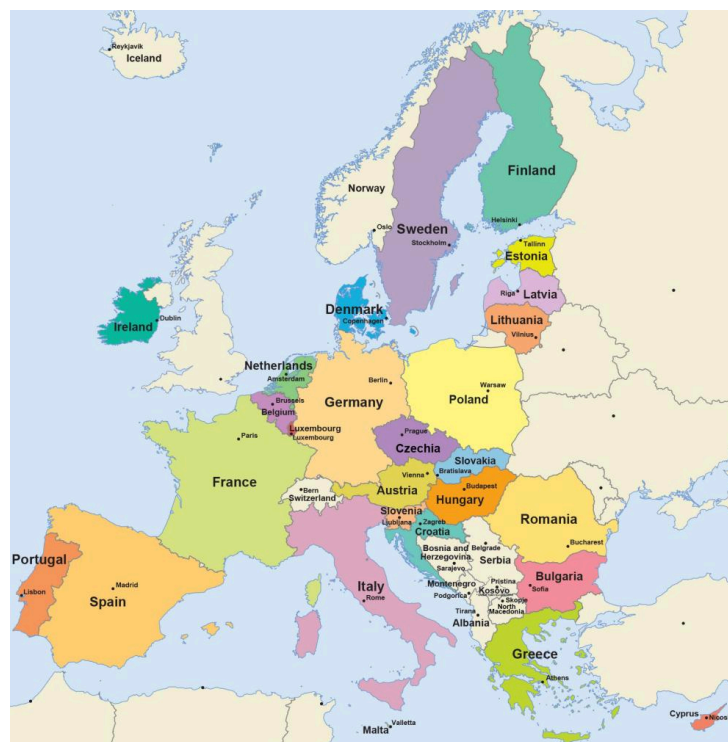 Reykjavik
Iceland
Finland
Norway
Helsinki
Oslo
Sweden
Stockholm
Tallinn
Estonia
Riga
Latvia
Denmark
Copenhagen
Dublin
Ireland
Lithuania
Vilnius
Netherlands
Amsterdam
Berlin
Warsaw
Poland
Brussels
Belgium
Germany
Luxembourg
Luxembourg
Paris
Prague
Czechia
Slovakia
Bratislava
Vienna
France
Austria
Budapest
Hungary
Bern
Switzerland
Slovenia
Ljubljana
Zagreb
Croatia
Romania
Bucharest
Bosnia and
Herzegovina
Sarajevo
Belgrade
Serbia
Portugal
Lisbon
Madrid
Spain
Italy
Rome
Montenegro
Podgorica
Pristina
Kosovo
Bulgaria
Sofia
Skopje
North
Macedonia
Tirana
Albania
Greece
Athens
Malta
Valletta
Cyprus
Nicos